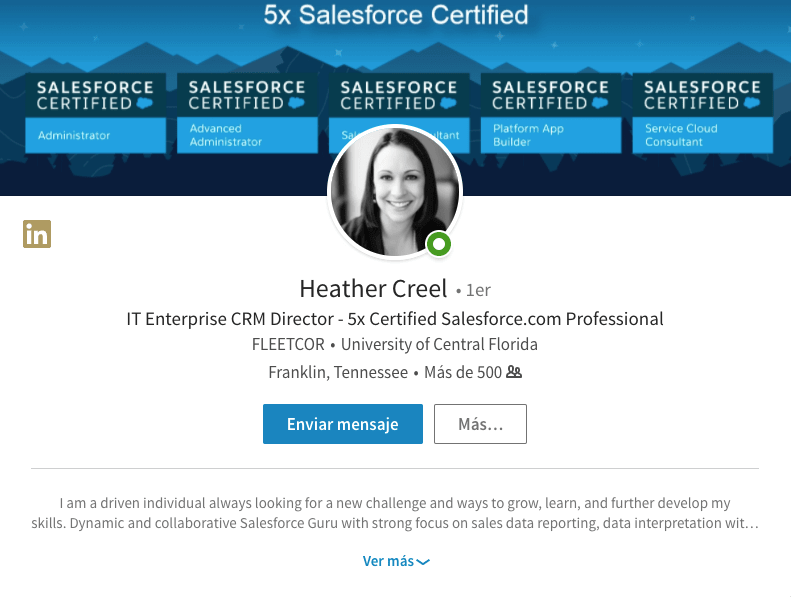 5x Salesforce Certified
SALESFORCE CERTIFIED
Administrator
SALESFORCE CERTIFIED
Advanced Administrator
SALESFORCE CERTIFIED
SALESFORCE CERTIFIED
Platform App Builder
SALESFORCE CERTIFIED
Service Cloud Consultant
in
Heather Creel • 1er
IT Enterprise CRM Director - 5x Certified Salesforce.com Professional
FLEETCOR • University of Central Florida
Franklin, Tennessee • Más de 500
Enviar mensaje
Más...
I am a driven individual always looking for a new challenge and ways to grow, learn, and further develop my
skills. Dynamic and collaborative Salesforce Guru with strong focus on sales data reporting, data interpretation wit...
Ver más